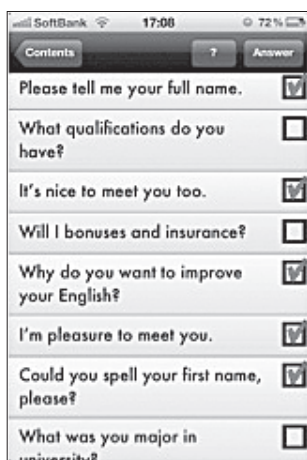 SoftBank 17:08 72%
Contents ? Answer
Please tell me your full name.
What qualifications do you
have?
It's nice to meet you too.
Will I bonuses and insurance?
Why do you want to improve
your English?
I'm pleasure to meet you.
Could you spell your first name,
please?
What was you major in
university?